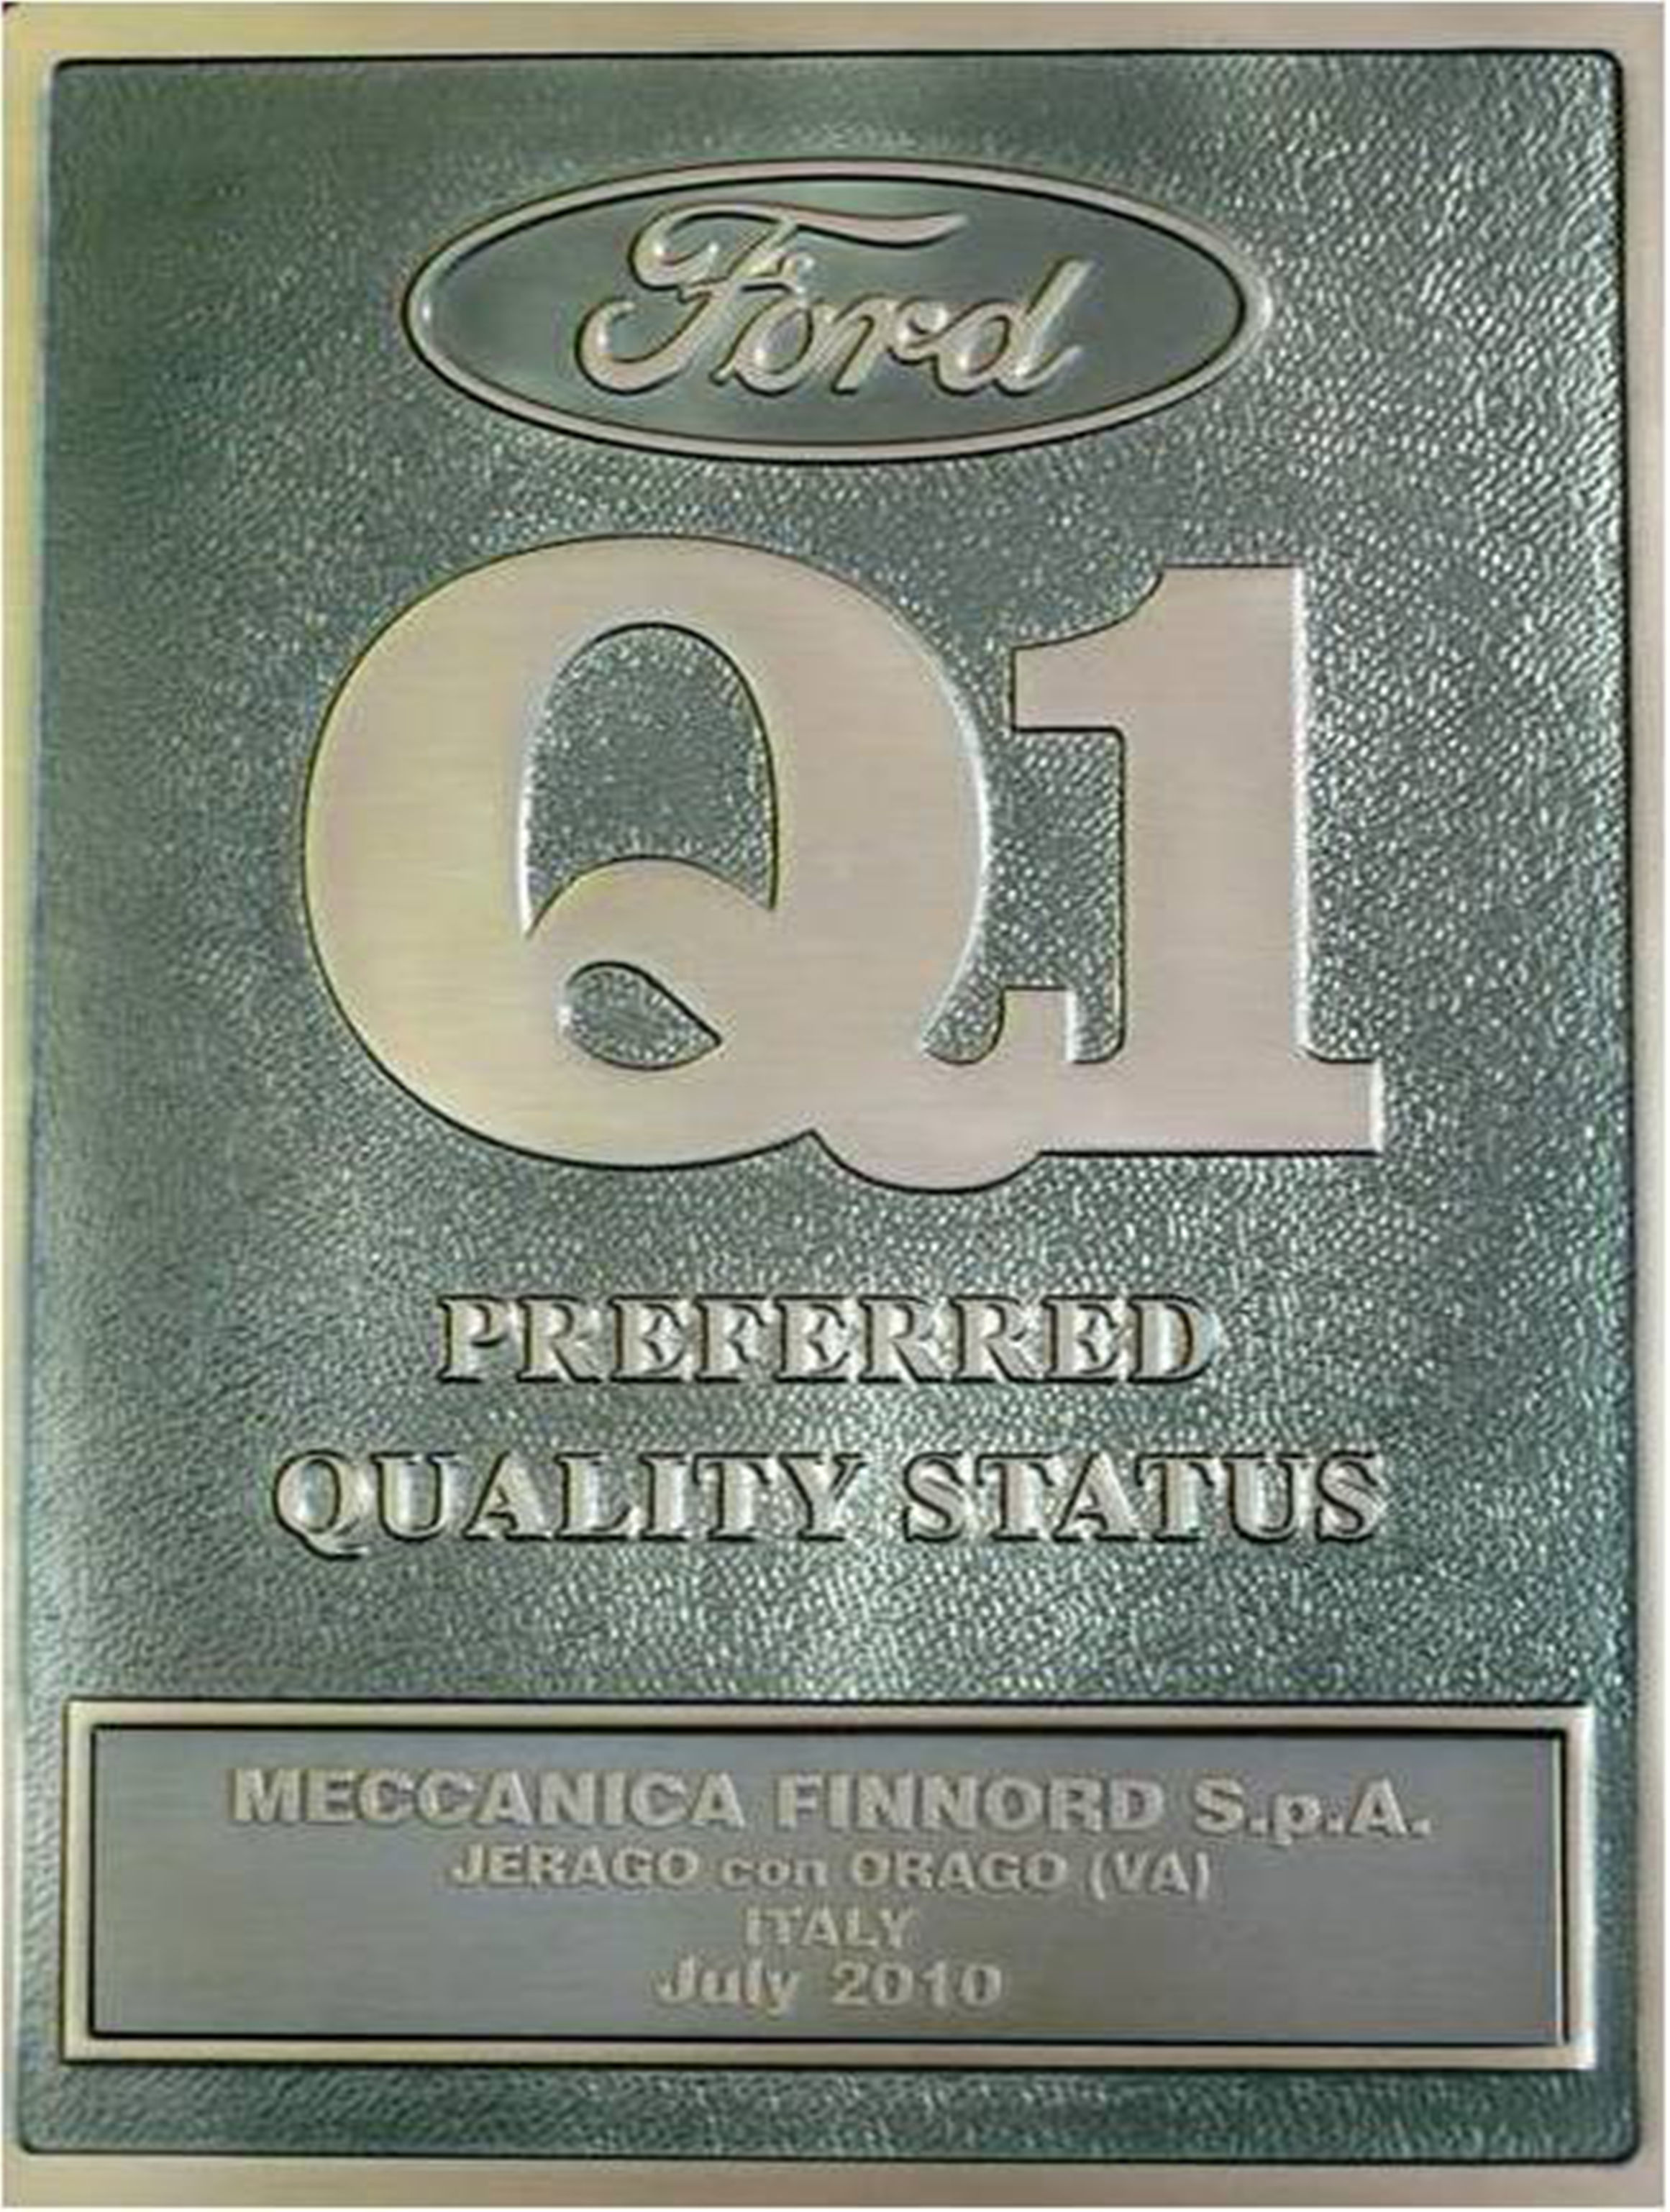 Ford
Q1
PREFERRED
QUALITY STATUS
MECCANICA FINNORD S.p.A.
JERAGO con ORAGO (VA)
ITALY
July 2010